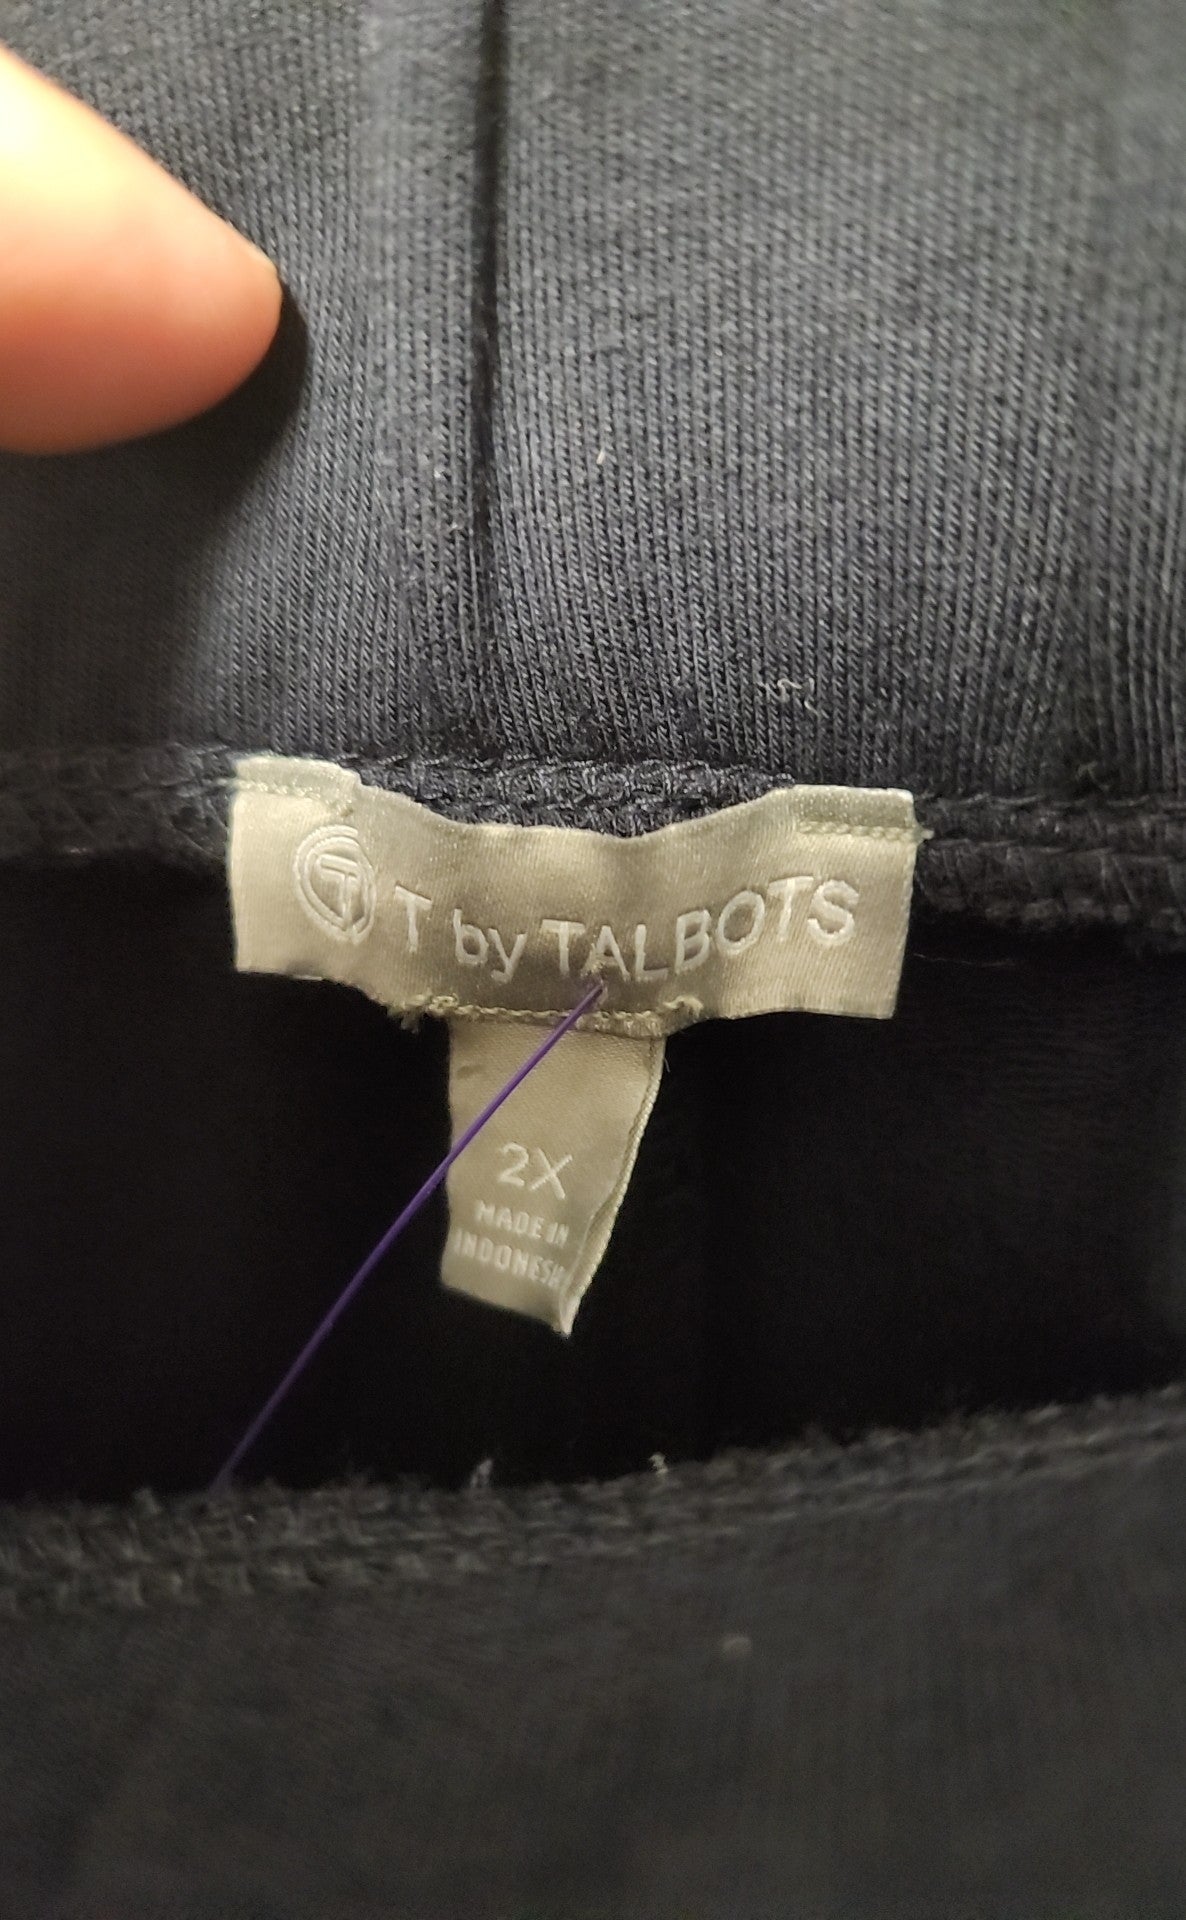 T T by TALBOTS
2X
MADE IN
INDONESIA